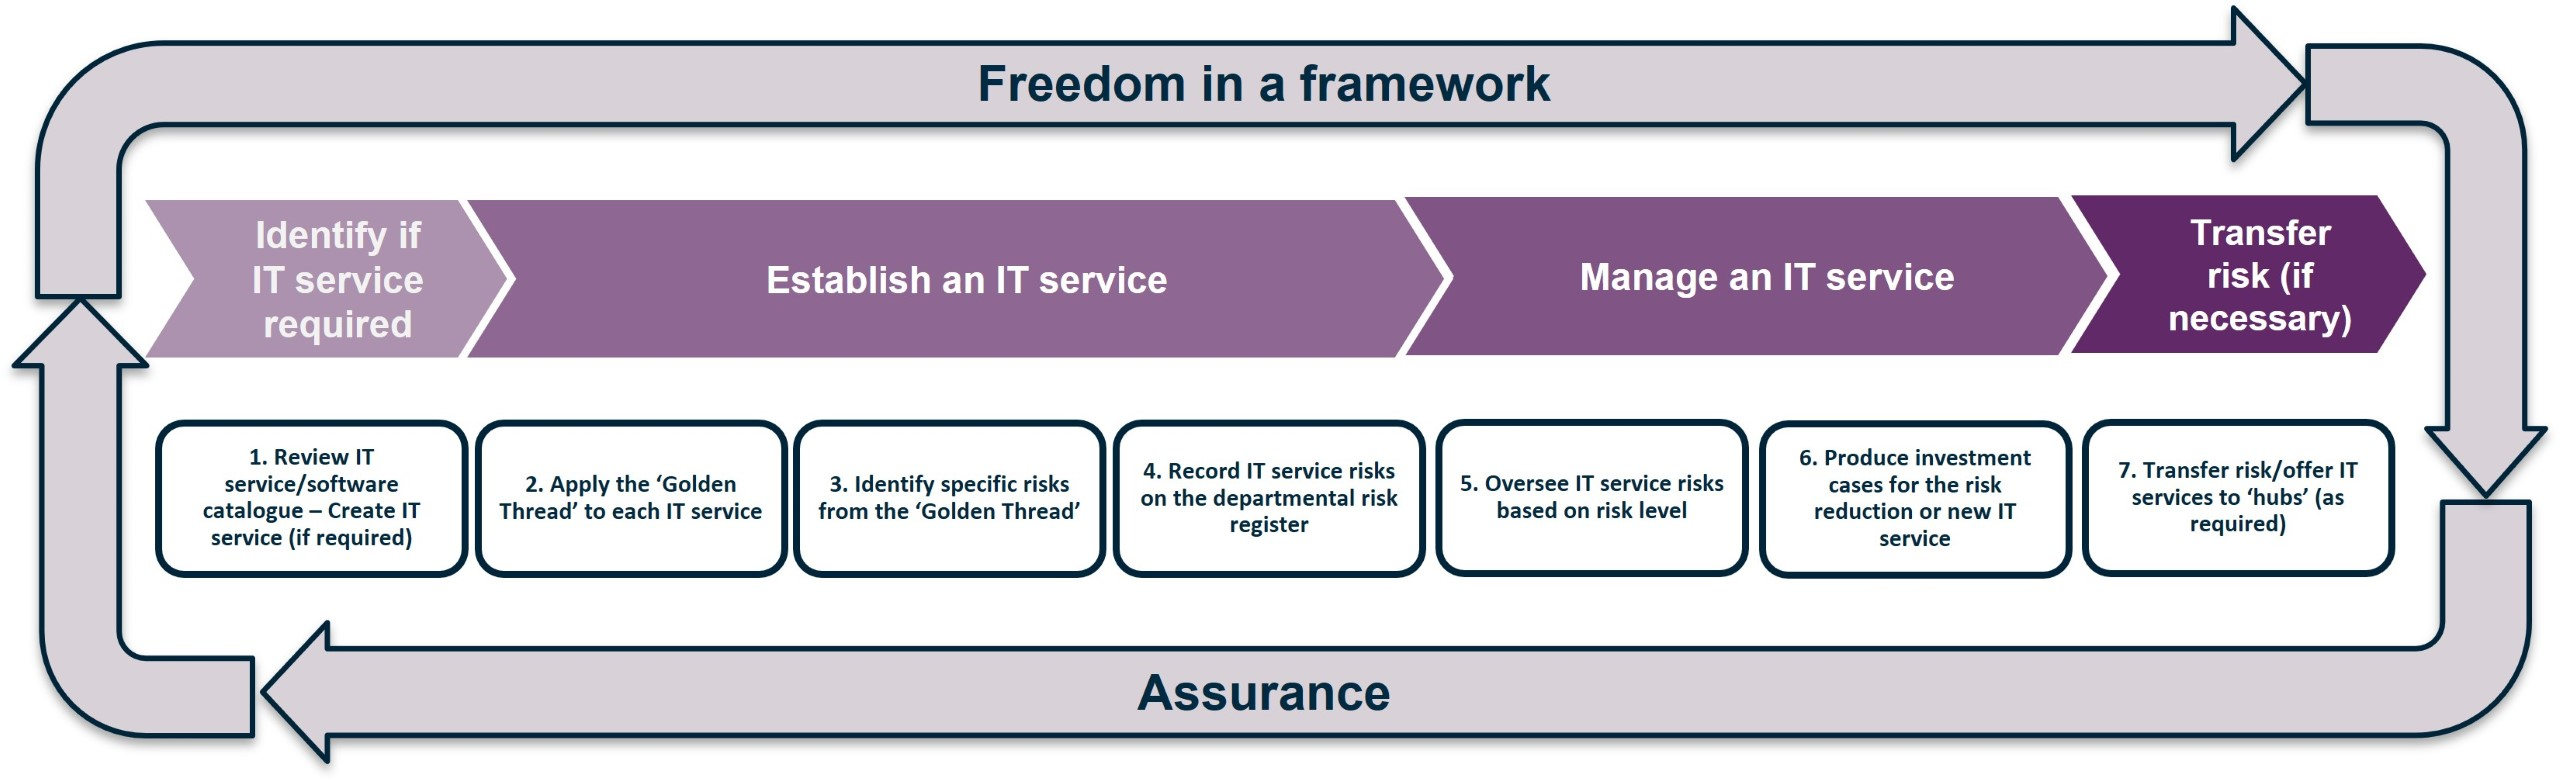 Freedom in a framework
Identify if
IT service
required
Establish an IT service
Manage an IT service
Transfer
risk (if
necessary)
1. Review IT
service/software
catalogue – Create IT
service (if required)
2. Apply the ‘Golden
Thread’ to each IT service
3. Identify specific risks
from the ‘Golden Thread’
4. Record IT service risks
on the departmental risk
register
5. Oversee IT service risks
based on risk level
6. Produce investment
cases for the risk
reduction or new IT
service
7. Transfer risk/offer IT
services to ‘hubs’ (as
required)
Assurance